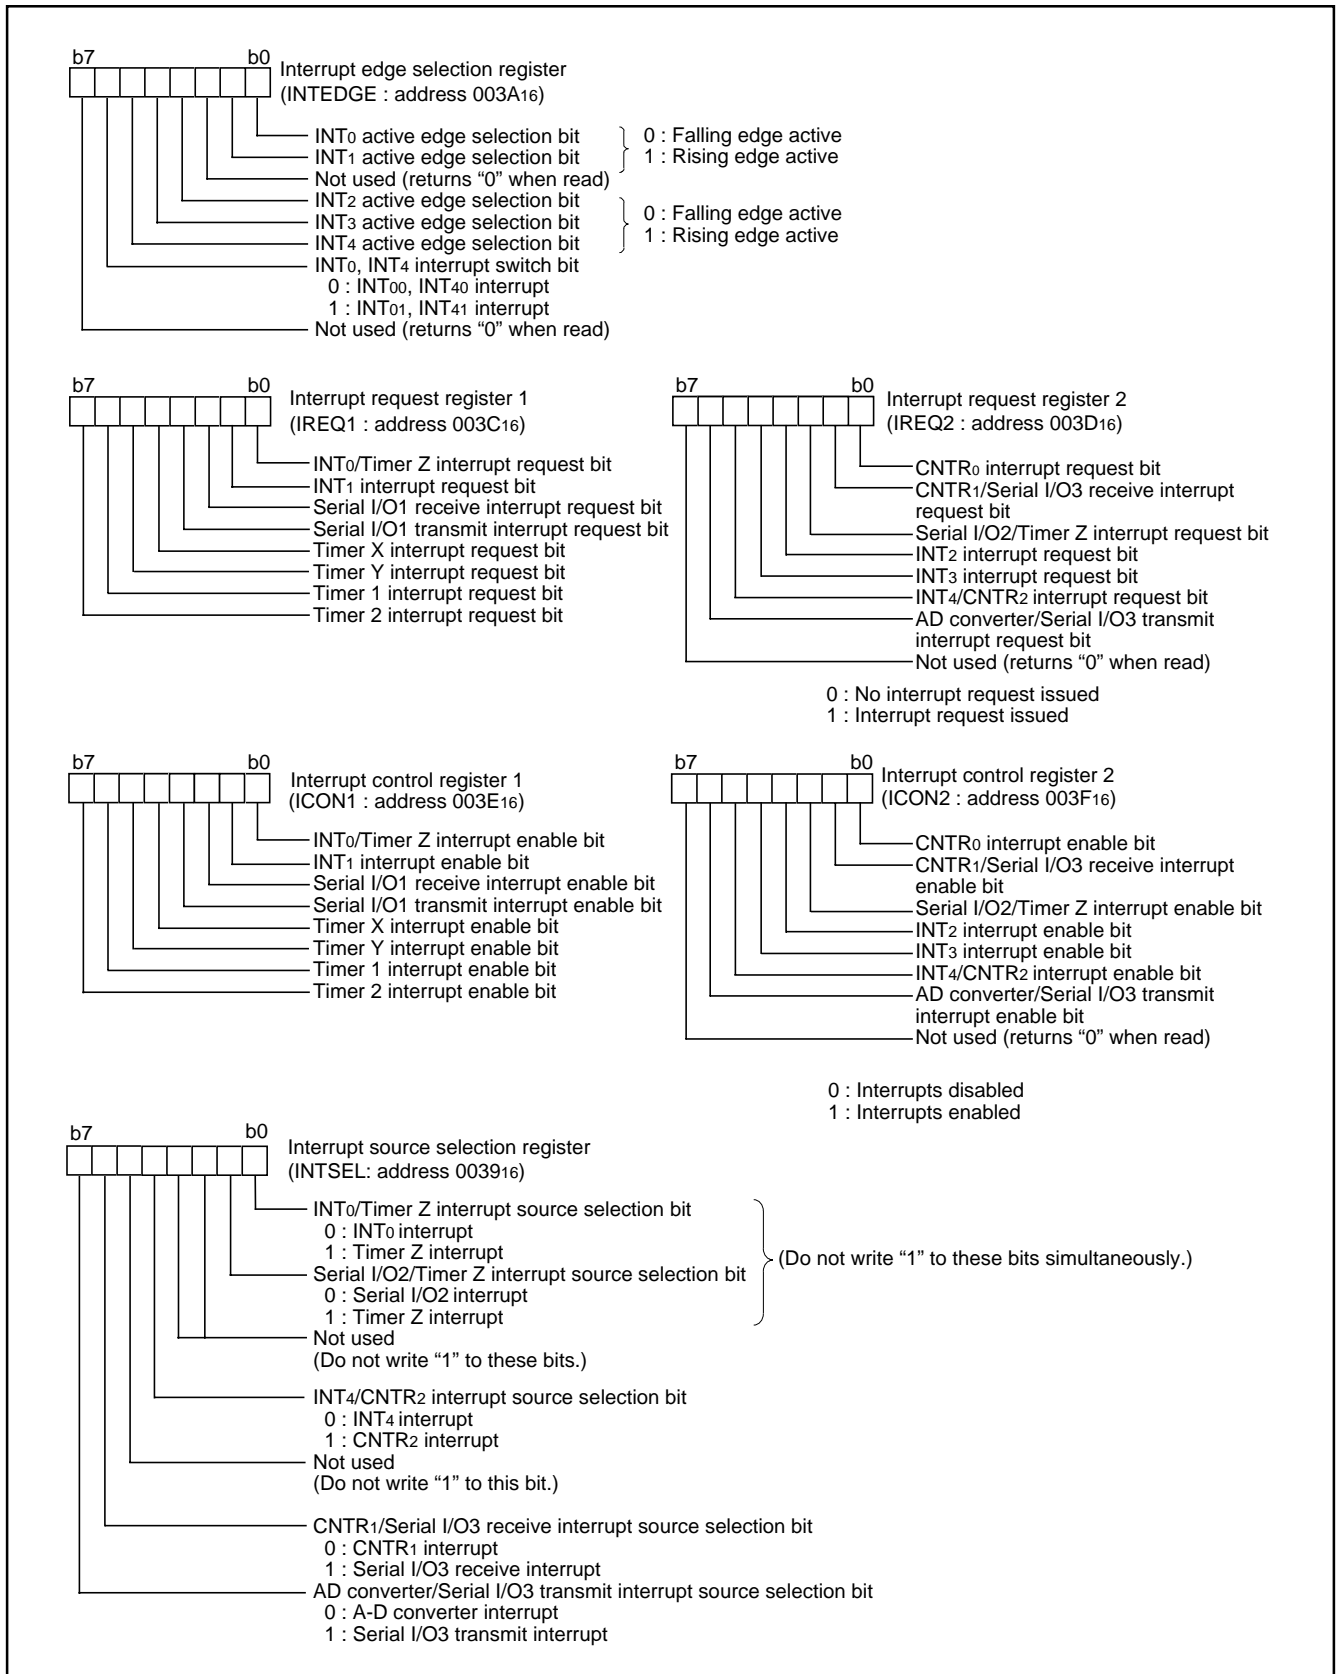 b7 b0
Interrupt edge selection register
(INTEDGE : address 003A16)
INT0 active edge selection bit
INT1 active edge selection bit
0 : Falling edge active
1 : Rising edge active
Not used (returns “0” when read)
INT2 active edge selection bit
INT3 active edge selection bit
INT4 active edge selection bit
0 : Falling edge active
1 : Rising edge active
INT0, INT4 interrupt switch bit
0 : INT00, INT40 interrupt
1 : INT01, INT41 interrupt
Not used (returns “0” when read)
b7 b0
Interrupt request register 1
(IREQ1 : address 003C16)
INT0/Timer Z interrupt request bit
INT1 interrupt request bit
Serial I/O1 receive interrupt request bit
Serial I/O1 transmit interrupt request bit
Timer X interrupt request bit
Timer Y interrupt request bit
Timer 1 interrupt request bit
Timer 2 interrupt request bit
b7 b0
Interrupt request register 2
(IREQ2 : address 003D16)
CNTR0 interrupt request bit
CNTR1/Serial I/O3 receive interrupt
request bit
Serial I/O2/Timer Z interrupt request bit
INT2 interrupt request bit
INT3 interrupt request bit
INT4/CNTR2 interrupt request bit
AD converter/Serial I/O3 transmit
interrupt request bit
Not used (returns “0” when read)
0 : No interrupt request issued
1 : Interrupt request issued
b7 b0
Interrupt control register 1
(ICON1 : address 003E16)
INT0/Timer Z interrupt enable bit
INT1 interrupt enable bit
Serial I/O1 receive interrupt enable bit
Serial I/O1 transmit interrupt enable bit
Timer X interrupt enable bit
Timer Y interrupt enable bit
Timer 1 interrupt enable bit
Timer 2 interrupt enable bit
b7 b0
Interrupt control register 2
(ICON2 : address 003F16)
CNTR0 interrupt enable bit
CNTR1/Serial I/O3 receive interrupt
enable bit
Serial I/O2/Timer Z interrupt enable bit
INT2 interrupt enable bit
INT3 interrupt enable bit
INT4/CNTR2 interrupt enable bit
AD converter/Serial I/O3 transmit
interrupt enable bit
Not used (returns “0” when read)
0 : Interrupts disabled
1 : Interrupts enabled
b7 b0
Interrupt source selection register
(INTSEL: address 003916)
INT0/Timer Z interrupt source selection bit
0 : INT0 interrupt
1 : Timer Z interrupt
Serial I/O2/Timer Z interrupt source selection bit
0 : Serial I/O2 interrupt
1 : Timer Z interrupt
(Do not write “1” to these bits simultaneously.)
Not used
(Do not write “1” to these bits.)
INT4/CNTR2 interrupt source selection bit
0 : INT4 interrupt
1 : CNTR2 interrupt
Not used
(Do not write “1” to this bit.)
CNTR1/Serial I/O3 receive interrupt source selection bit
0 : CNTR1 interrupt
1 : Serial I/O3 receive interrupt
AD converter/Serial I/O3 transmit interrupt source selection bit
0 : A-D converter interrupt
1 : Serial I/O3 transmit interrupt